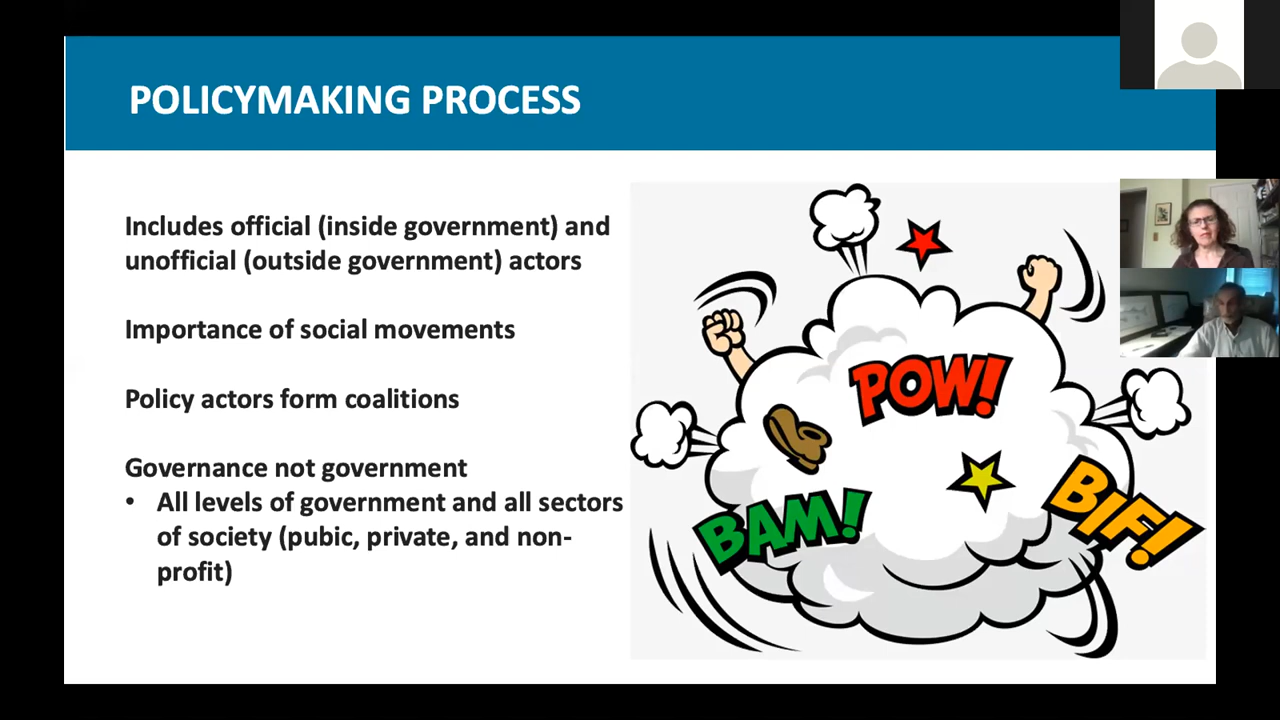 POLICYMAKING PROCESS
Includes official (inside government) and
unofficial (outside government) actors
Importance of social movements
Policy actors form coalitions
Governance not government
• All levels of government and all sectors
of society (pubic, private, and non-
profit)
POW!
BAM!
BIF!